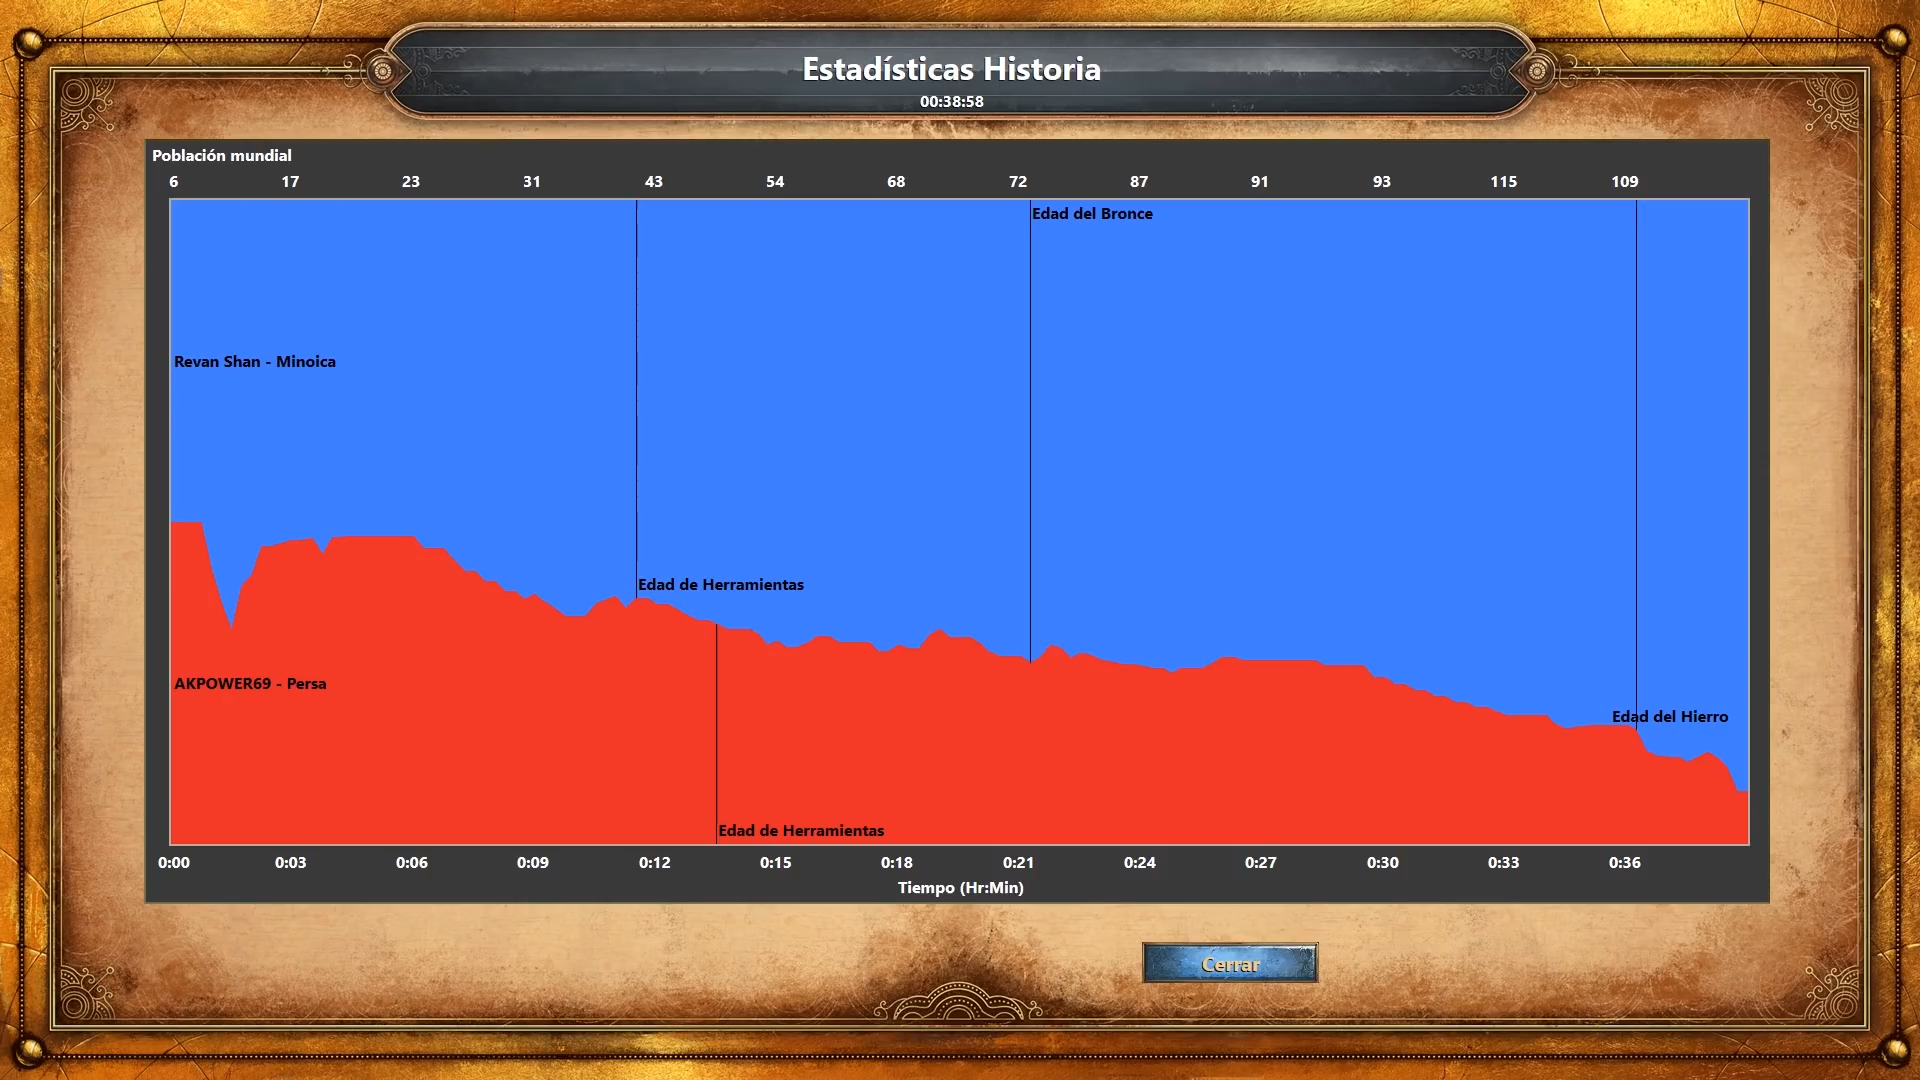 Estadísticas Historia
00:38:58
Población mundial
6 17 23 31 43 54 68 72 87 91 93 115 109
Edad del Bronce
Revan Shan - Minoica
Edad de Herramientas
AKPOWER69 - Persa
Edad del Hierro
Edad de Herramientas
0:00 0:03 0:06 0:09 0:12 0:15 0:18 0:21 0:24 0:27 0:30 0:33 0:36
Tiempo (Hr:Min)
Cerrar